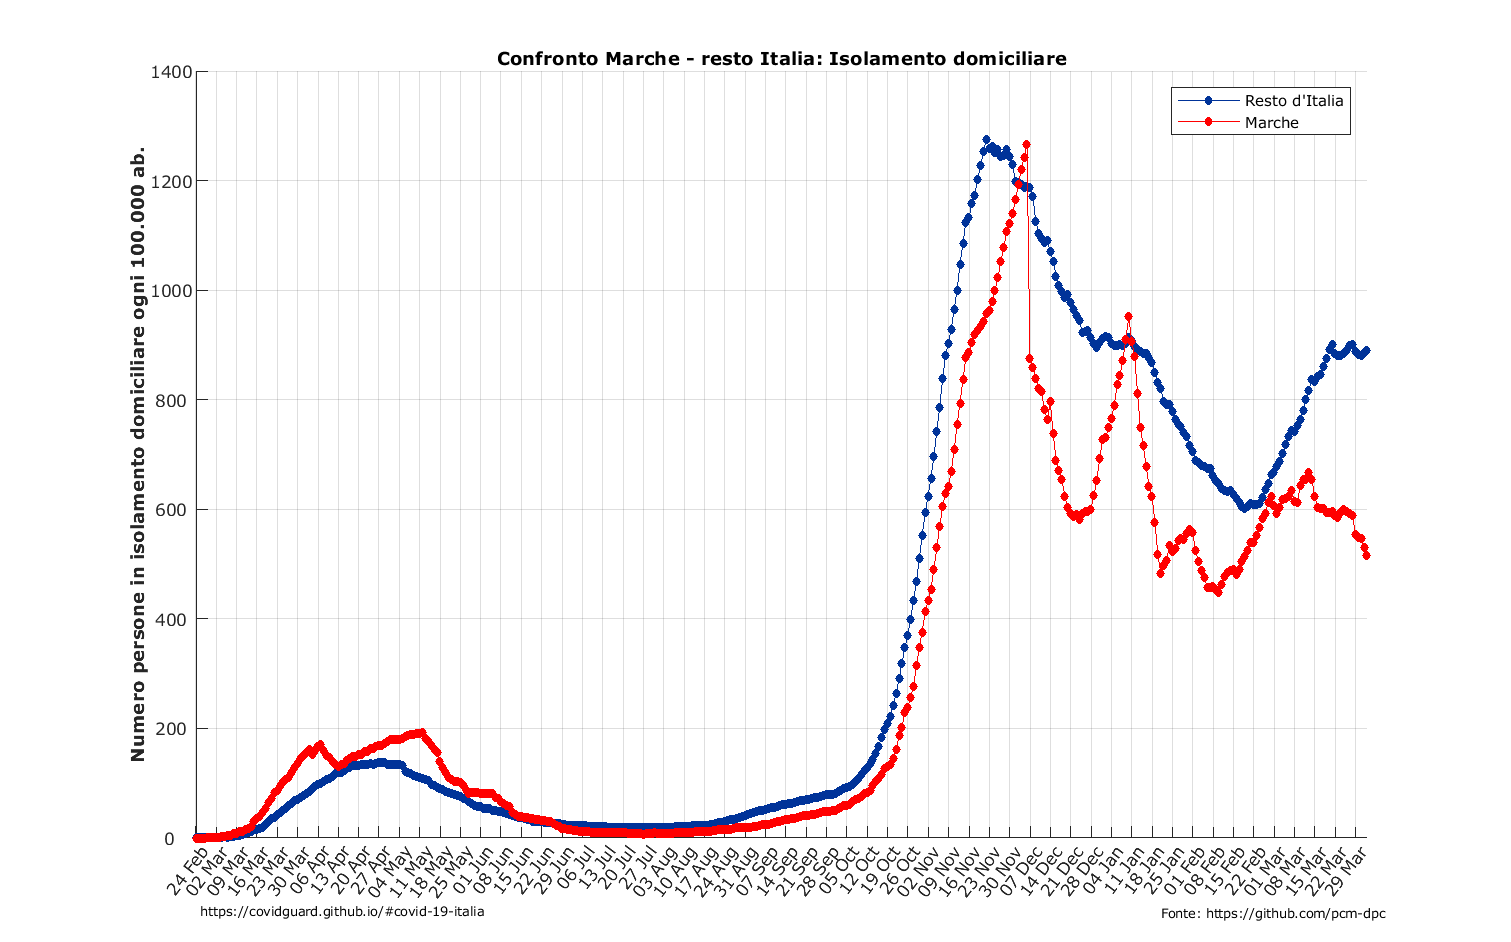 Confronto Marche - resto Italia: Isolamento domiciliare
Numero persone in isolamento domiciliare ogni 100.000 ab.
1400
1200
1000
800
600
400
200
0
Resto d'Italia
Marche
24 Feb
02 Mar
09 Mar
16 Mar
23 Mar
30 Mar
06 Apr
13 Apr
20 Apr
27 Apr
04 May
11 May
18 May
25 May
01 Jun
08 Jun
15 Jun
22 Jun
29 Jun
06 Jul
13 Jul
20 Jul
27 Jul
03 Aug
10 Aug
17 Aug
24 Aug
31 Aug
07 Sep
14 Sep
21 Sep
28 Sep
05 Oct
12 Oct
19 Oct
26 Oct
02 Nov
09 Nov
16 Nov
23 Nov
30 Nov
07 Dec
14 Dec
21 Dec
28 Dec
04 Jan
11 Jan
18 Jan
25 Jan
01 Feb
08 Feb
15 Feb
22 Feb
01 Mar
08 Mar
15 Mar
22 Mar
29 Mar
https://covidguard.github.io/#covid-19-italia
Fonte: https://github.com/pcm-dpc